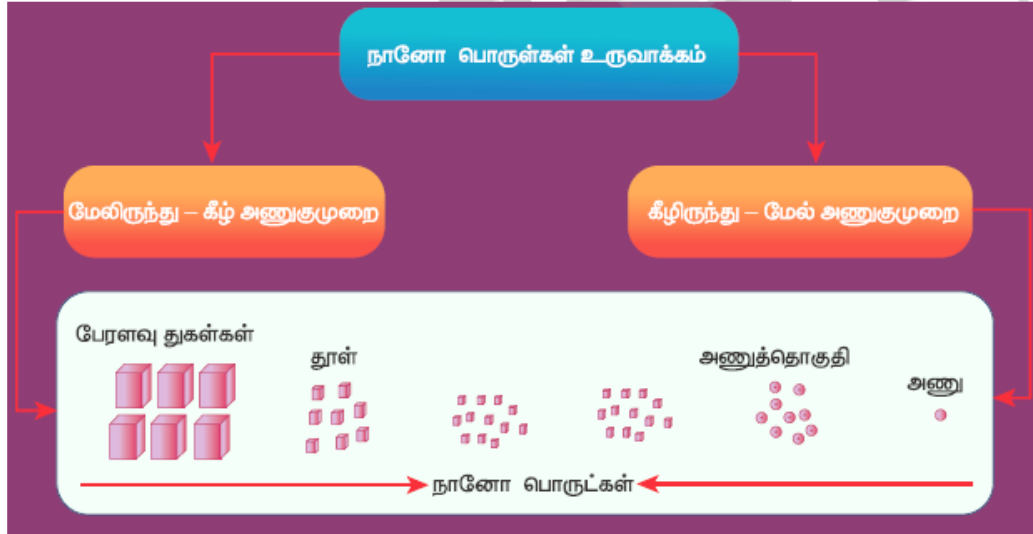 நானோ பொருள்கள் உருவாக்கம்
மேலிருந்து – கீழ் அணுகுமுறை
கீழிருந்து – மேல் அணுகுமுறை
பேரளவு துகள்கள்
தூள்
அணுத்தொகுதி
அணு
நானோ பொருட்கள்